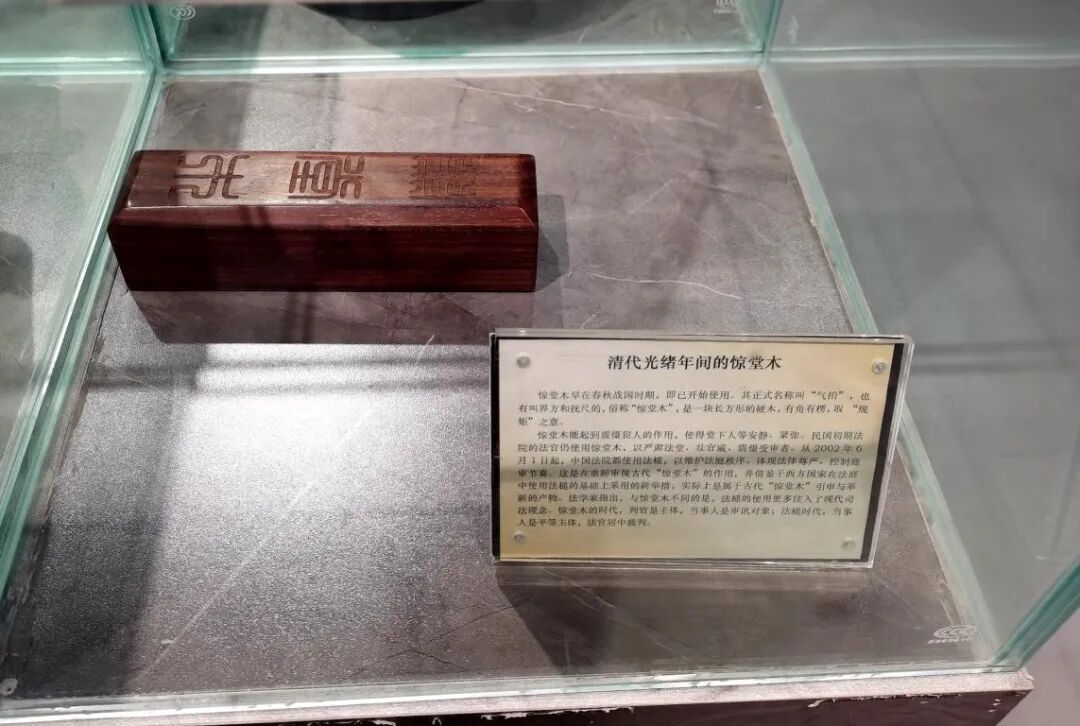 清代光绪年间的惊堂木
惊堂木早在春秋战国时期，即已开始使用。其正式名称叫“气拍”，也
有叫界方和抚尺的，俗称“惊堂木”，是一块长方形的硬木，有角有楞，取“规
矩”之意。
惊堂木能起到震慑犯人的作用，使得堂下人等安静、紧张。民国初期法
院的法官仍使用惊堂木，以严肃法堂、壮官威、震慑受审者。从2002年6
月1日起，中国法院都使用法槌，以维护法庭秩序、体现法律尊严、控制庭
审节奏。这是在重新审视古代“惊堂木”的作用，并借鉴于西方国家在法庭
中使用法槌的基础上采用的新举措，实际上是属于古代“惊堂木”引申与革
新的产物。法学家指出，与惊堂木不同的是，法槌的使用更多注入了现代司
法理念。惊堂木的时代，判官是主体，当事人是审讯对象；法槌时代，当事
人是平等主体，法官居中裁判。